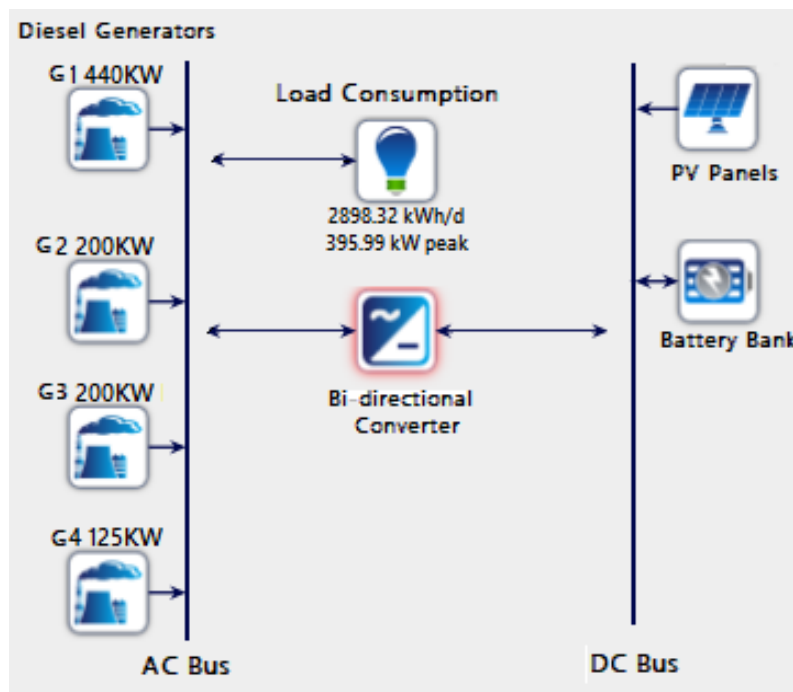 Diesel Generators
G1 440KW
Load Consumption
2898.32 kWh/d
395.99 kW peak
PV Panels
G2 200KW
Battery Bank
G3 200KW
Bi-directional
Converter
G4 125KW
AC Bus
DC Bus